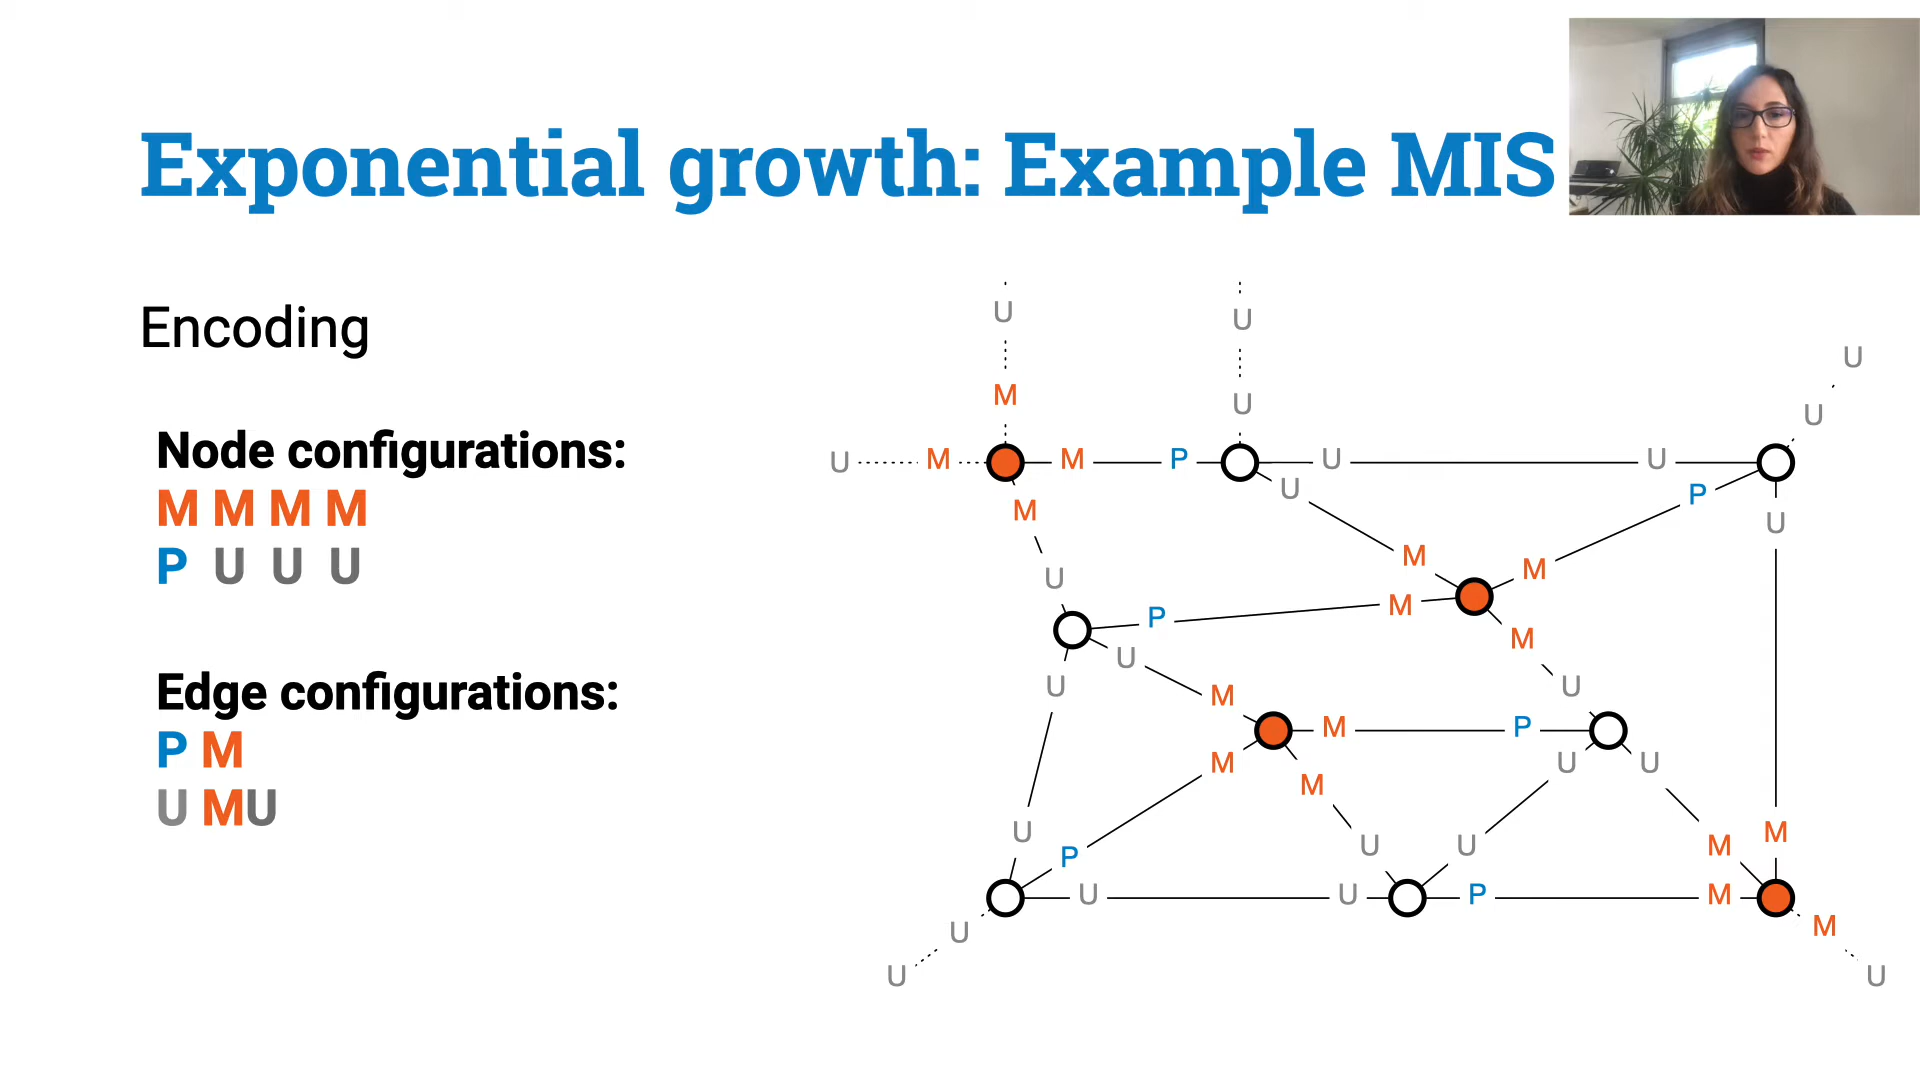 Exponential growth: Example MIS
Encoding
Node configurations:
M M M M
P U U U
Edge configurations:
P M
U MU
U U
U
U
M U
U M M P U U
U P
M U
M M
U M
P M
U M
U U
M M P
M U U
M
U U U M M
P
U U P M
U M
U U